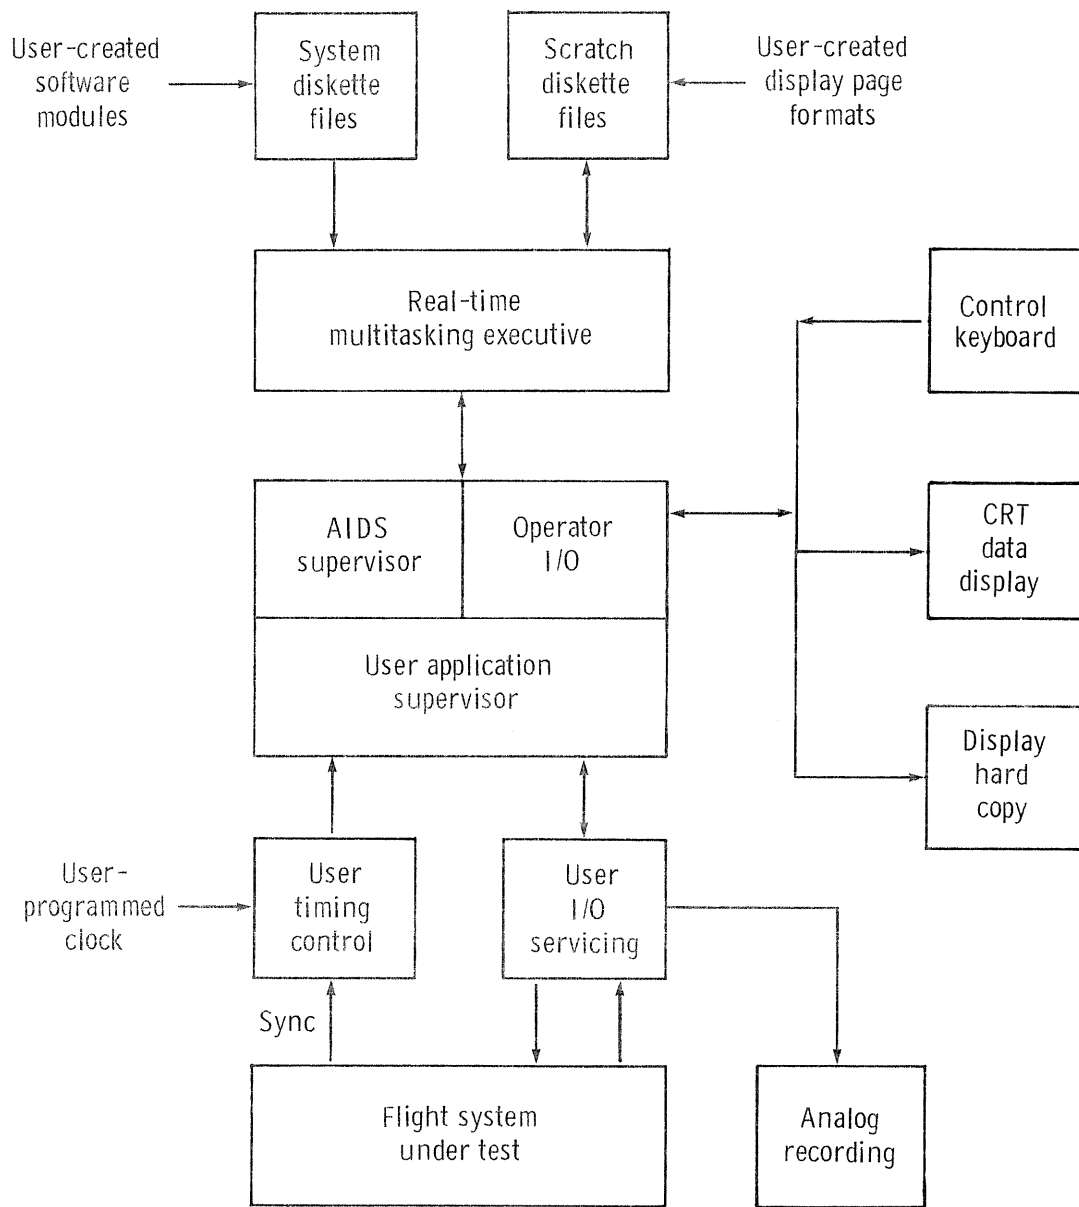 User-created
software
modules
System
diskette
files
Scratch
diskette
files
User-created
display page
formats
Real-time
multitasking executive
Control
keyboard
AIDS
supervisor
Operator
I/O
CRT
data
display
User application
supervisor
Display
hard
copy
User-
programmed
clock
User
timing
control
User
I/O
servicing
Sync
Flight system
under test
Analog
recording